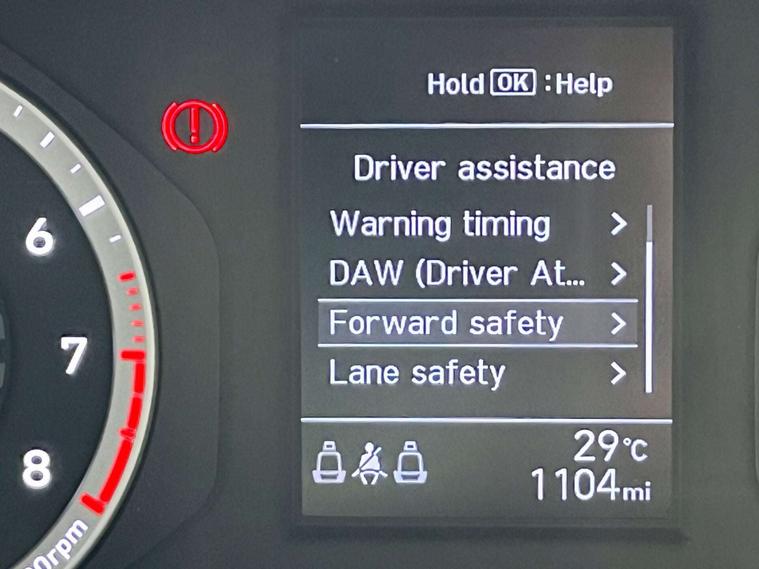 Hold OK :Help
Driver assistance
Warning timing >
DAW (Driver At... >
Forward safety >
Lane safety >
29°C
1104mi
6
7
8
0rpm